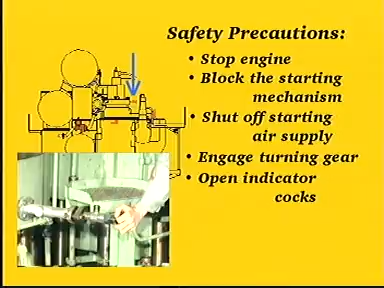 Safety Precautions:
• Stop engine
• Block the starting
mechanism
• Shut off starting
air supply
• Engage turning gear
• Open indicator
cocks